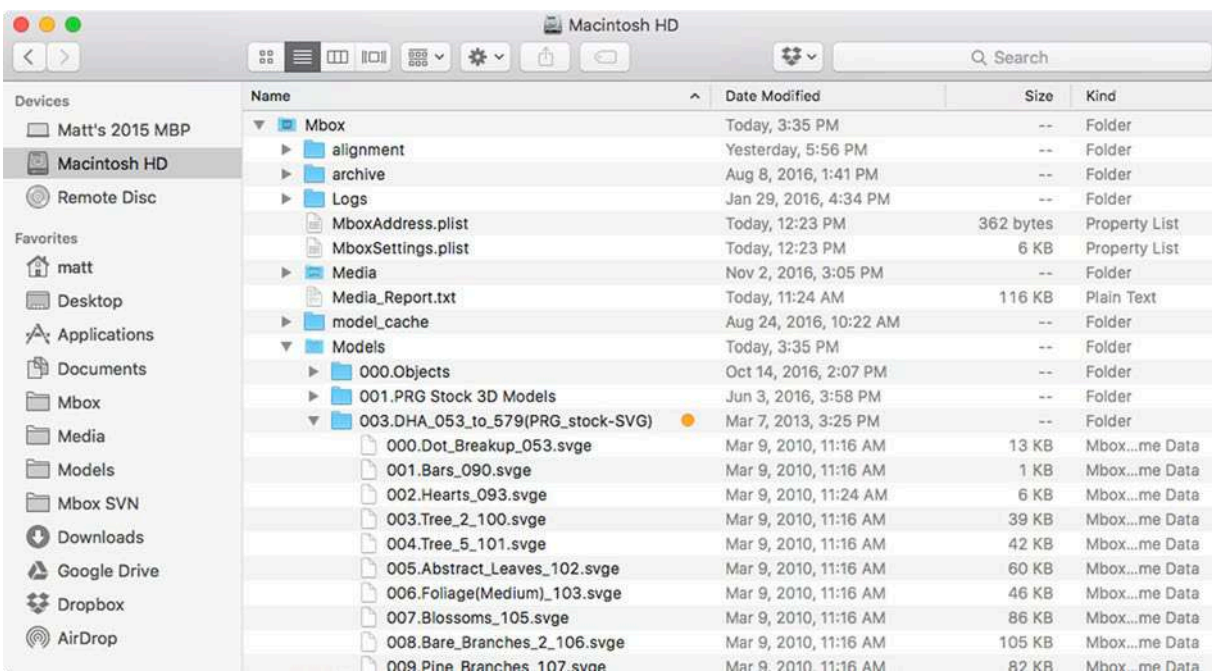 Macintosh HD
Search
Devices
Matt's 2015 MBP
Macintosh HD
Remote Disc
Favorites
matt
Desktop
Applications
Documents
Mbox
Media
Models
Mbox SVN
Downloads
Google Drive
Dropbox
AirDrop
Name Date Modified Size Kind
Mbox Today, 3:35 PM -- Folder
alignment Yesterday, 5:56 PM -- Folder
archive Aug 8, 2016, 1:41 PM -- Folder
Logs Jan 29, 2016, 4:34 PM -- Folder
MboxAddress.plist Today, 12:23 PM 362 bytes Property List
MboxSettings.plist Today, 12:23 PM 6 KB Property List
Media Nov 2, 2016, 3:05 PM -- Folder
Media_Report.txt Today, 11:24 AM 116 KB Plain Text
model_cache Aug 24, 2016, 10:22 AM -- Folder
Models Today, 3:35 PM -- Folder
000.Objects Oct 14, 2016, 2:07 PM -- Folder
001.PRG Stock 3D Models Jun 3, 2016, 3:58 PM -- Folder
003.DHA_053_to_579(PRG_stock-SVG) Mar 7, 2013, 3:25 PM -- Folder
000.Dot_Breakup_053.svge Mar 9, 2010, 11:16 AM 13 KB Mbox...me Data
001.Bars_090.svge Mar 9, 2010, 11:16 AM 1 KB Mbox...me Data
002.Hearts_093.svge Mar 9, 2010, 11:24 AM 6 KB Mbox...me Data
003.Tree_2_100.svge Mar 9, 2010, 11:16 AM 39 KB Mbox...me Data
004.Tree_5_101.svge Mar 9, 2010, 11:16 AM 42 KB Mbox...me Data
005.Abstract_Leaves_102.svge Mar 9, 2010, 11:16 AM 60 KB Mbox...me Data
006.Foliage(Medium)_103.svge Mar 9, 2010, 11:16 AM 46 KB Mbox...me Data
007.Blossoms_105.svge Mar 9, 2010, 11:16 AM 86 KB Mbox...me Data
008.Bare_Branches_2_106.svge Mar 9, 2010, 11:16 AM 105 KB Mbox...me Data
009.Pine_Branches_107.svge Mar 9, 2010, 11:16 AM 82 KB Mbox...me Data